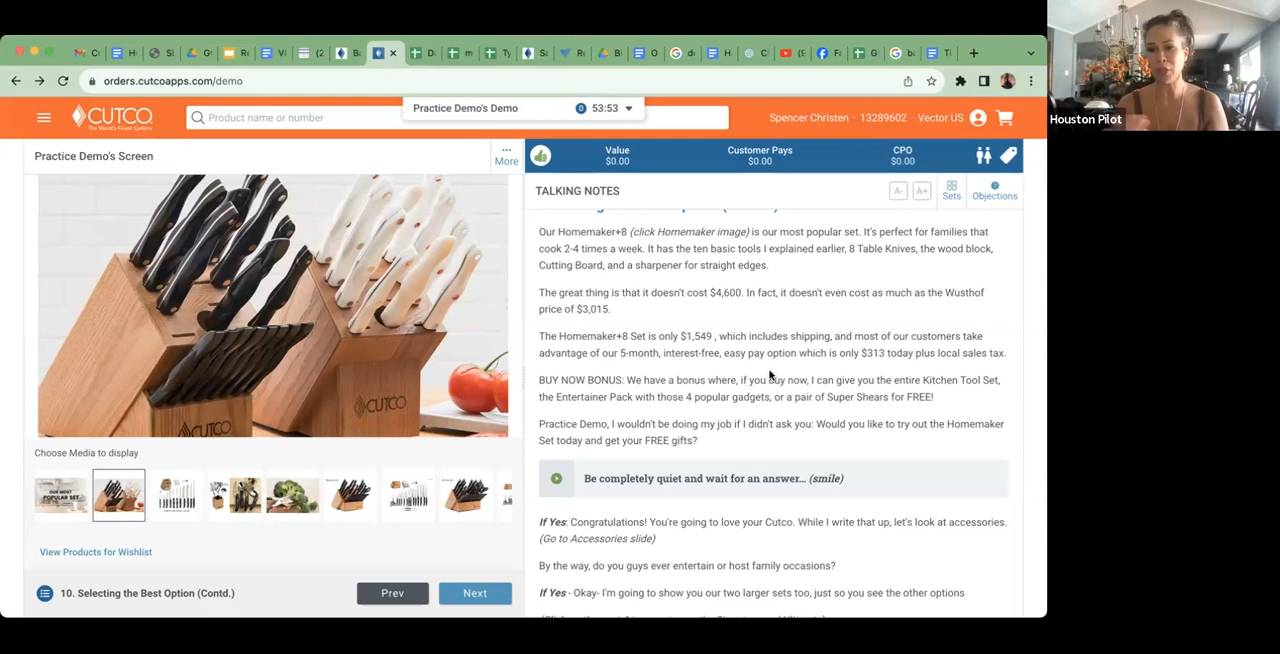 orders.cutcoapps.com/demo
Practice Demo's Demo 0 53:53
CUTCO
The World's Finest Cutlery
Product name or number
Spencer Christen · 13289602 · Vector US
Houston Pilot
Practice Demo's Screen
More
Value
$0.00
Customer Pays
$0.00
CPO
$0.00
TALKING NOTES
A-
A+
Sets
Objections
Our Homemaker+8 (click Homemaker image) is our most popular set. It's perfect for families that
cook 2-4 times a week. It has the ten basic tools I explained earlier, 8 Table Knives, the wood block,
Cutting Board, and a sharpener for straight edges.
The great thing is that it doesn't cost $4,600. In fact, it doesn't even cost as much as the Wusthof
price of $3,015.
The Homemaker+8 Set is only $1,549 , which includes shipping, and most of our customers take
advantage of our 5-month, interest-free, easy pay option which is only $313 today plus local sales tax.
BUY NOW BONUS: We have a bonus where, if you buy now, I can give you the entire Kitchen Tool Set,
the Entertainer Pack with those 4 popular gadgets, or a pair of Super Shears for FREE!
Practice Demo, I wouldn't be doing my job if I didn't ask you: Would you like to try out the Homemaker
Set today and get your FREE gifts?
Be completely quiet and wait for an answer... (smile)
If Yes: Congratulations! You're going to love your Cutco. While I write that up, let's look at accessories.
(Go to Accessories slide)
By the way, do you guys ever entertain or host family occasions?
If Yes - Okay- I'm going to show you our two larger sets too, just so you see the other options
CUTCO
CUTCO
Choose Media to display
OUR MOST
POPULAR SET
View Products for Wishlist
10. Selecting the Best Option (Contd.)
Prev
Next